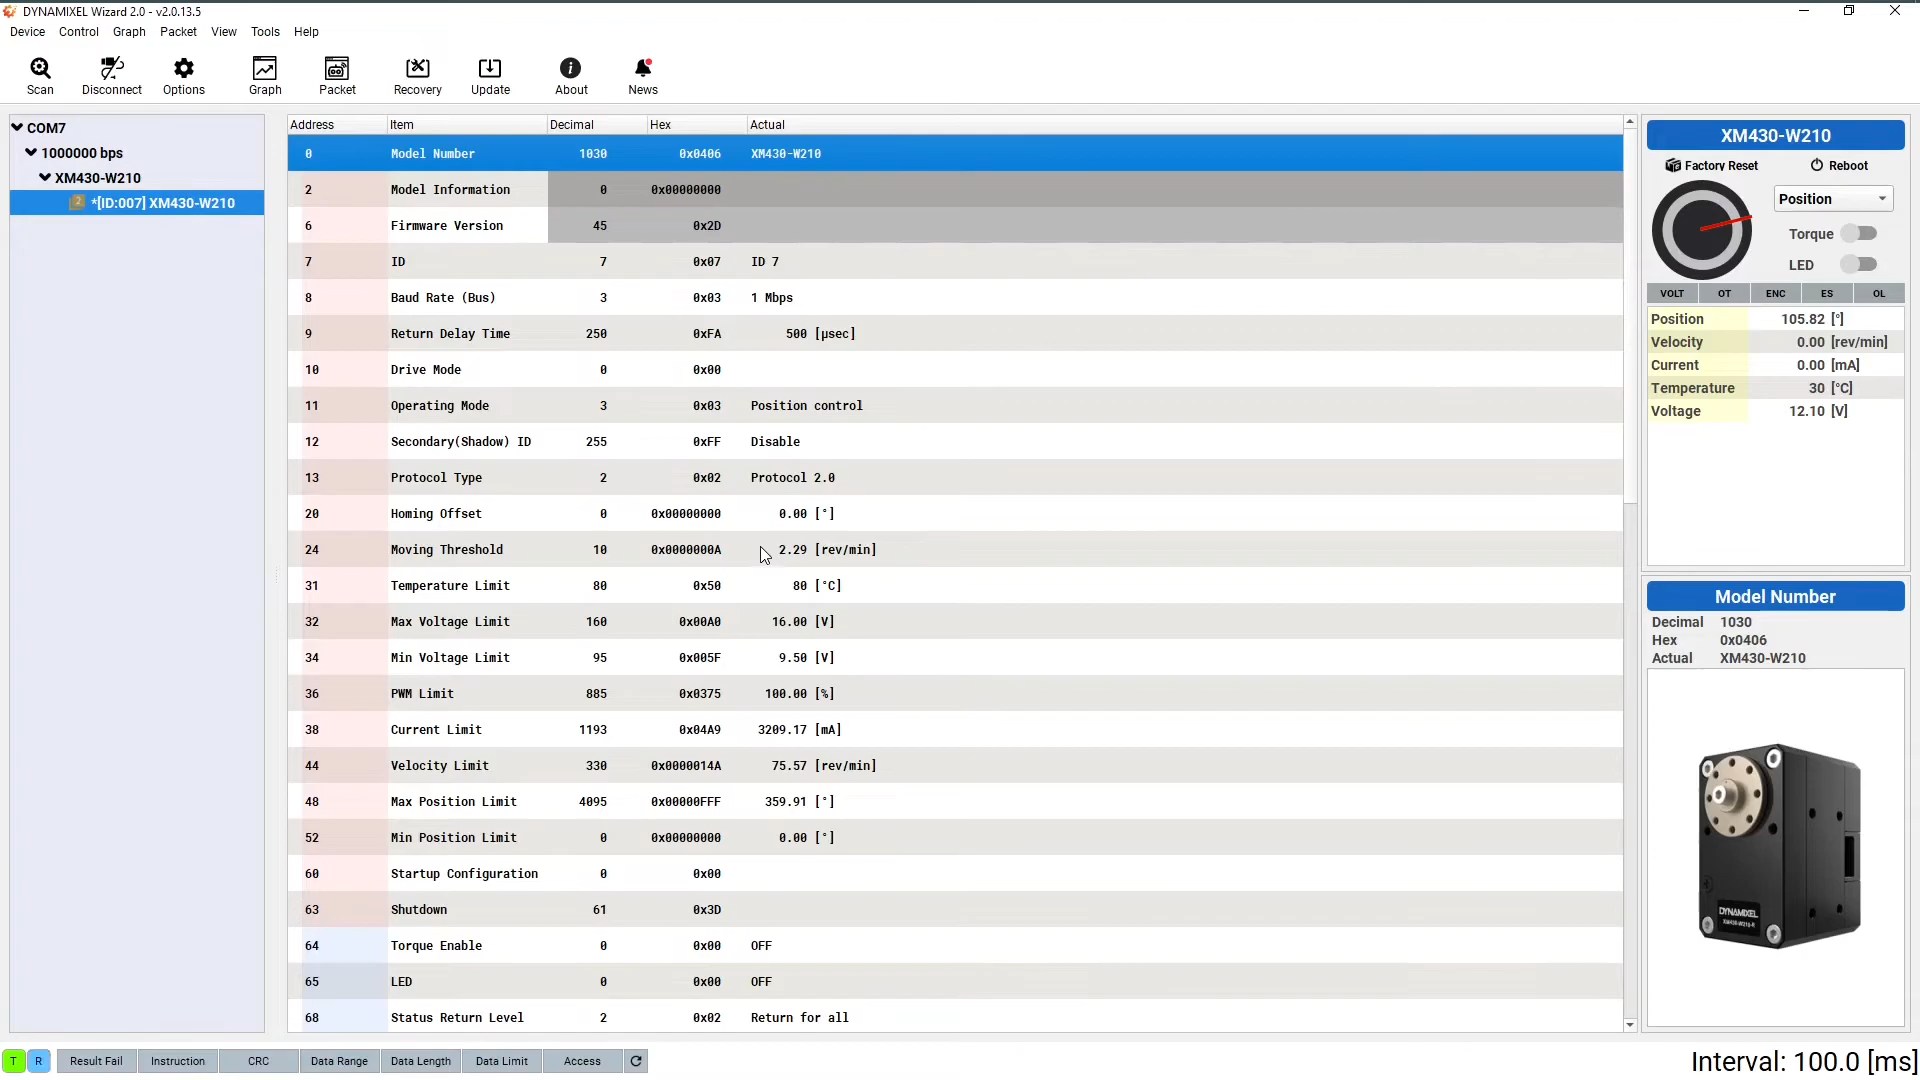 DYNAMIXEL Wizard 2.0 - v2.0.13.5
Device Control Graph Packet View Tools Help
Scan Disconnect Options Graph Packet Recovery Update About News
COM7
1000000 bps
XM430-W210
2 *[ID:007] XM430-W210
Address Item Decimal Hex Actual
0 Model Number 1030 0x0406 XM430-W210
2 Model Information 0 0x00000000
6 Firmware Version 45 0x2D
7 ID 7 0x07 ID 7
8 Baud Rate (Bus) 3 0x03 1 Mbps
9 Return Delay Time 250 0xFA 500 [μsec]
10 Drive Mode 0 0x00
11 Operating Mode 3 0x03 Position control
12 Secondary(Shadow) ID 255 0xFF Disable
13 Protocol Type 2 0x02 Protocol 2.0
20 Homing Offset 0 0x00000000 0.00 [°]
24 Moving Threshold 10 0x0000000A 2.29 [rev/min]
31 Temperature Limit 80 0x50 80 [°C]
32 Max Voltage Limit 160 0x00A0 16.00 [V]
34 Min Voltage Limit 95 0x005F 9.50 [V]
36 PWM Limit 885 0x0375 100.00 [%]
38 Current Limit 1193 0x04A9 3209.17 [mA]
44 Velocity Limit 330 0x0000014A 75.57 [rev/min]
48 Max Position Limit 4095 0x00000FFF 359.91 [°]
52 Min Position Limit 0 0x00000000 0.00 [°]
60 Startup Configuration 0 0x00
63 Shutdown 61 0x3D
64 Torque Enable 0 0x00 OFF
65 LED 0 0x00 OFF
68 Status Return Level 2 0x02 Return for all
XM430-W210
Factory Reset Reboot
Position
Torque
LED
VOLT OT ENC ES OL
Position 105.82 [°]
Velocity 0.00 [rev/min]
Current 0.00 [mA]
Temperature 30 [°C]
Voltage 12.10 [V]
Model Number
Decimal 1030
Hex 0x0406
Actual XM430-W210
DYNAMIXEL
XM430-W210-R
T R Result Fail Instruction CRC Data Range Data Length Data Limit Access
Interval: 100.0 [ms]